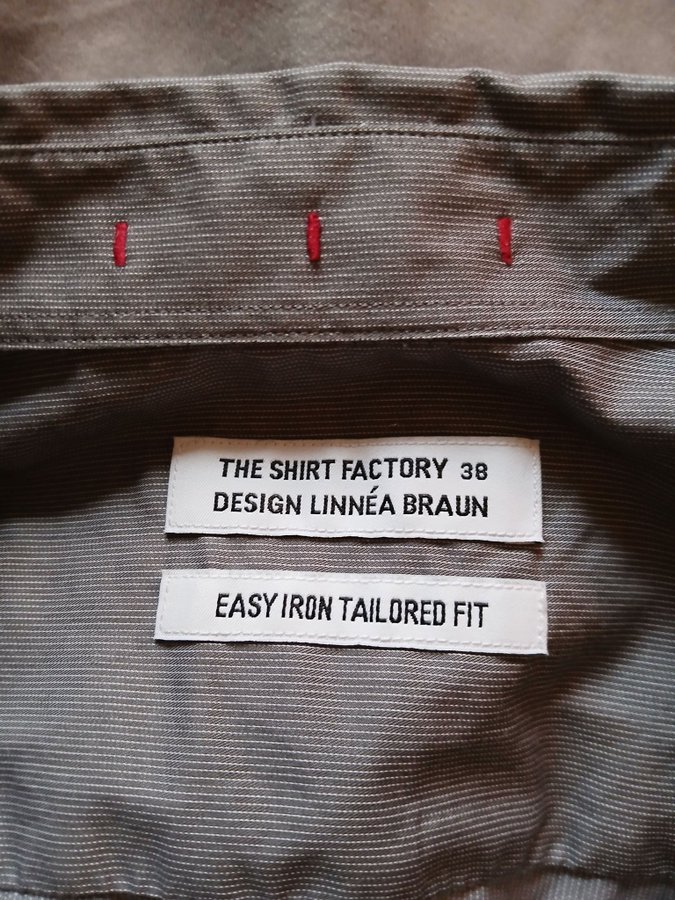 THE SHIRT FACTORY 38
DESIGN LINNÉA BRAUN
EASY IRON TAILORED FIT